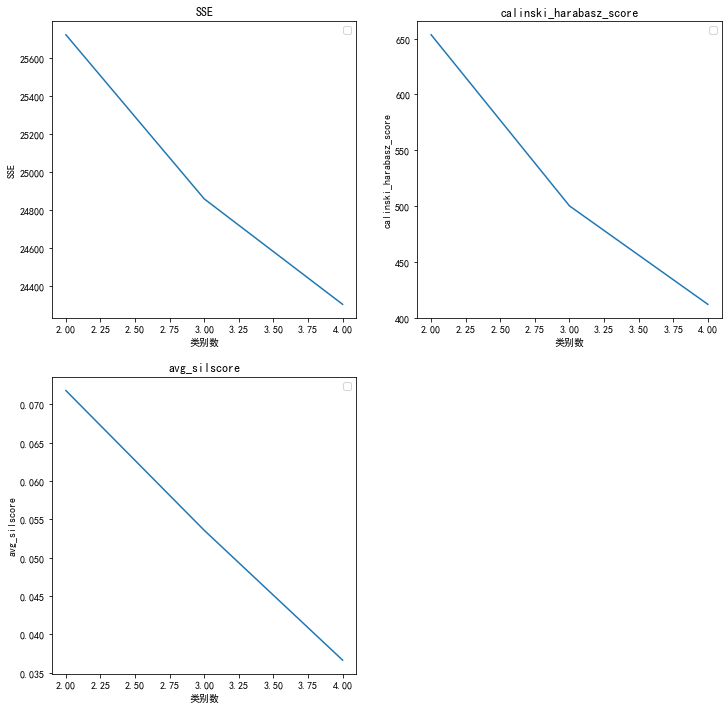 SSE
25600
25400
25200
25000
24800
24600
24400
SSE
2.00 2.25 2.50 2.75 3.00 3.25 3.50 3.75 4.00
类别数
calinski_harabasz_score
650
600
550
500
450
400
calinski_harabasz_score
2.00 2.25 2.50 2.75 3.00 3.25 3.50 3.75 4.00
类别数
avg_silscore
0.070
0.065
0.060
0.055
0.050
0.045
0.040
0.035
avg_silscore
2.00 2.25 2.50 2.75 3.00 3.25 3.50 3.75 4.00
类别数